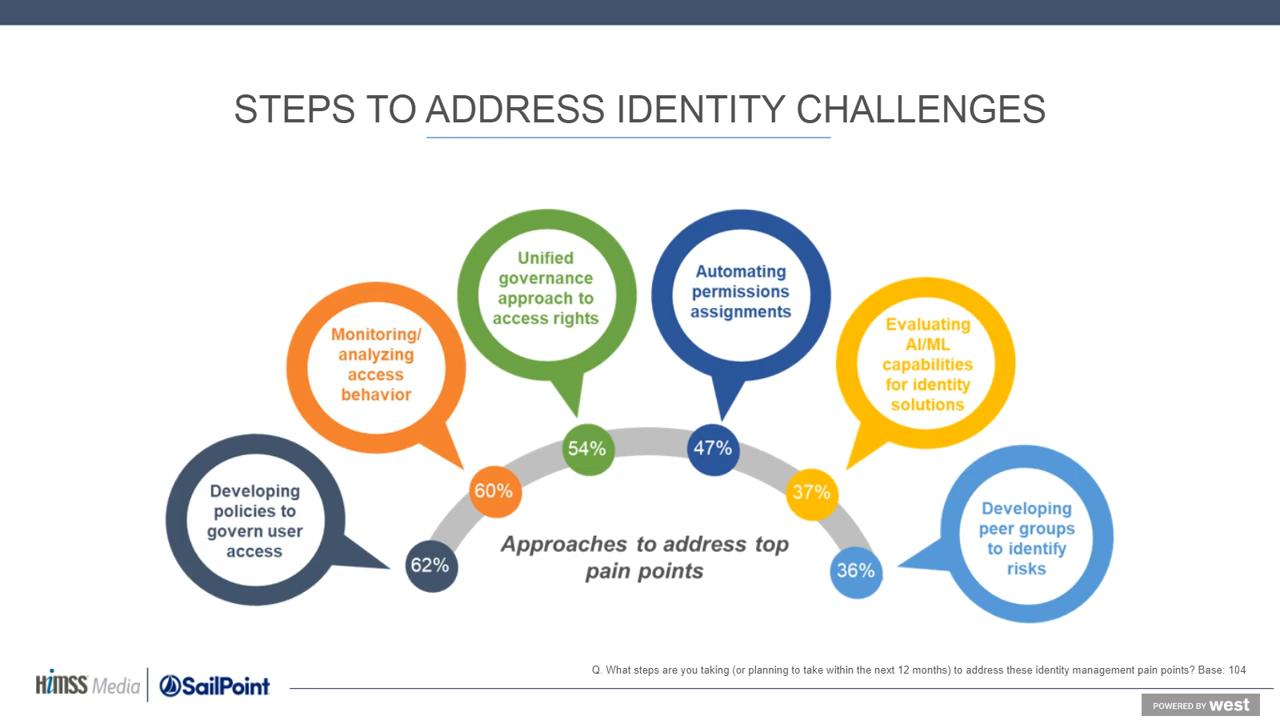 STEPS TO ADDRESS IDENTITY CHALLENGES
Developing
policies to
govern user
access
62%
Monitoring/
analyzing
access
behavior
60%
Unified
governance
approach to
access rights
54%
Automating
permissions
assignments
47%
Evaluating
AI/ML
capabilities
for identity
solutions
37%
Developing
peer groups
to identify
risks
36%
Approaches to address top
pain points
Q. What steps are you taking (or planning to take within the next 12 months) to address these identity management pain points? Base: 104
HiMSS Media
SailPoint
POWERED BY west